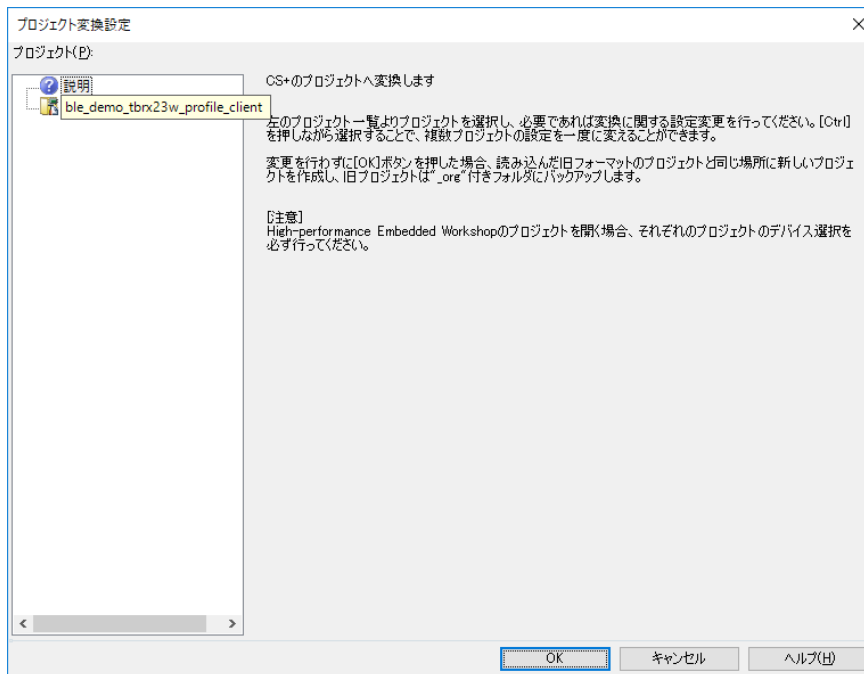 プロジェクト変換設定
プロジェクト(P):
説明
ble_demo_tbrx23w_profile_client
CS+のプロジェクトへ変換します
左のプロジェクト一覧よりプロジェクトを選択し、必要であれば変換に関する設定変更を行ってください。[Ctrl]
を押しながら選択することで、複数プロジェクトの設定を一度に変えることができます。
変更を行わずに[OK]ボタンを押した場合、読み込んだ旧フォーマットのプロジェクトと同じ場所に新しいプロジェ
クトを作成し、旧プロジェクトは"_org"付きフォルダにバックアップします。
[注意]
High-performance Embedded Workshopのプロジェクトを開く場合、それぞれのプロジェクトのデバイス選択を
必ず行ってください。
OK
キャンセル
ヘルプ(H)